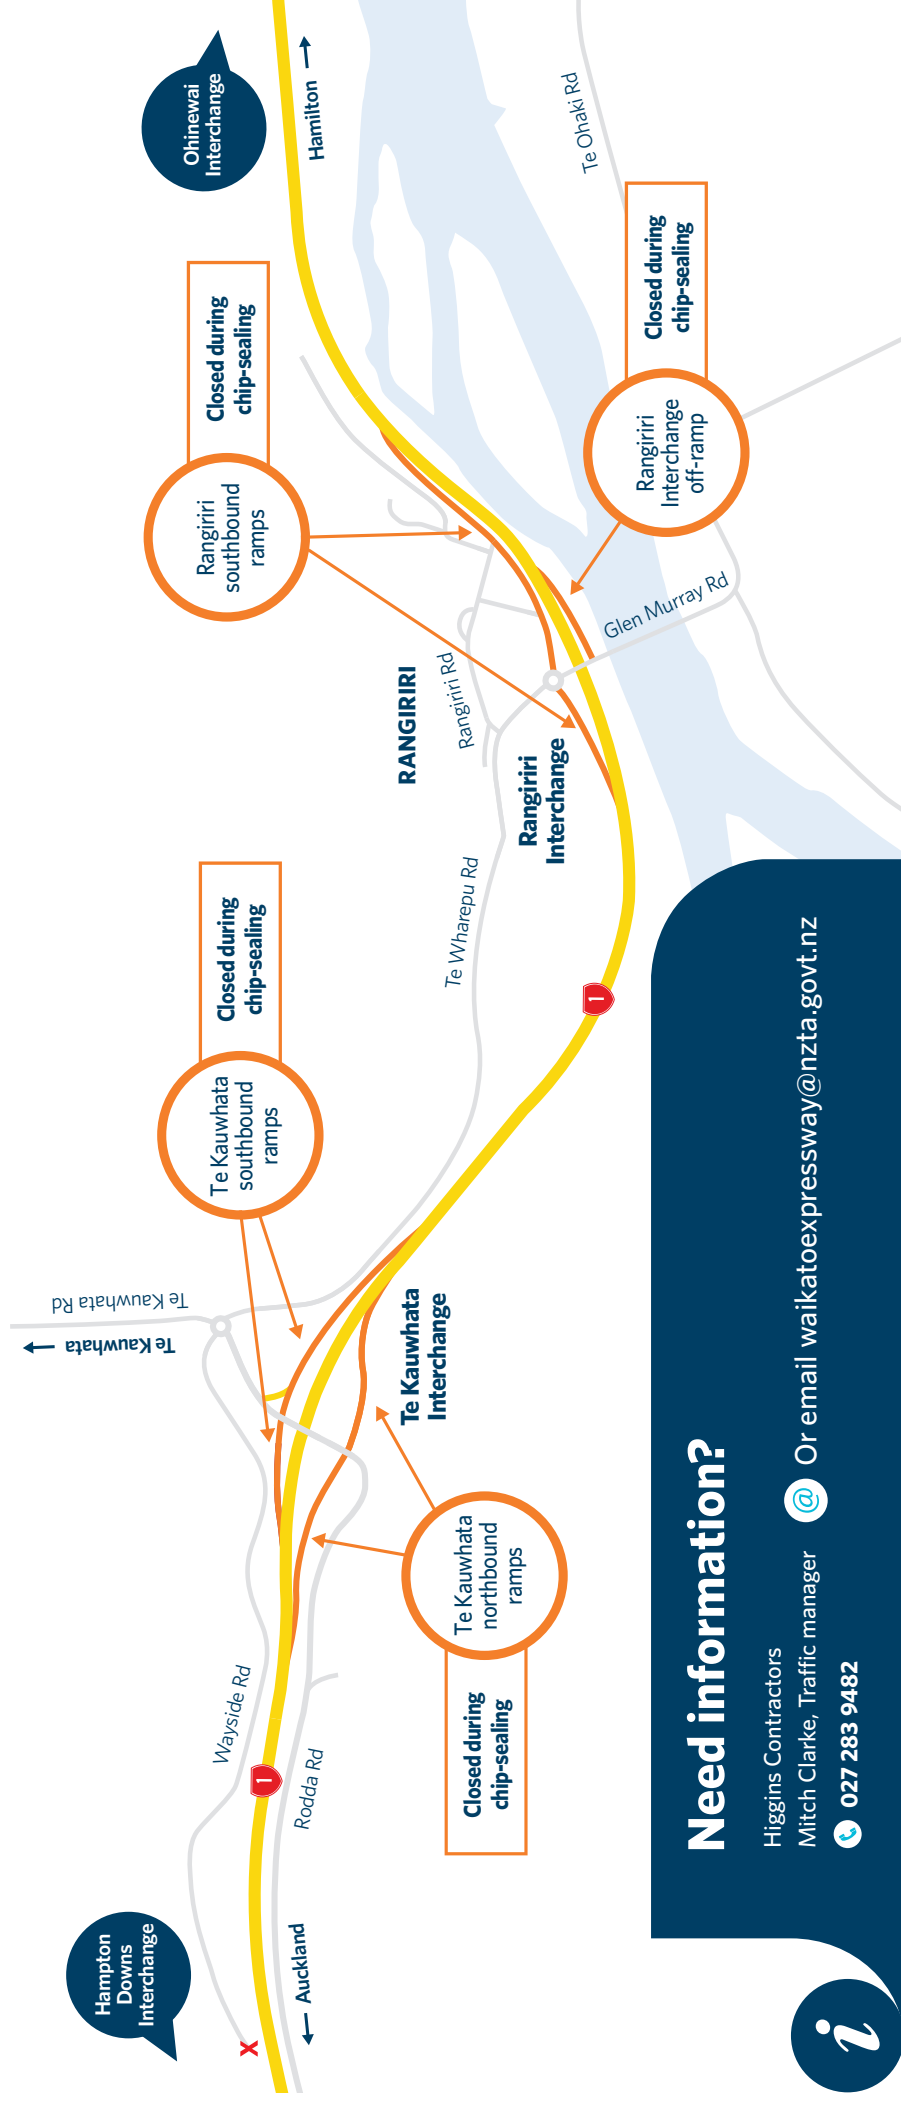 Hampton
Downs
Interchange
Auckland
X
Wayside Rd
Rodda Rd
1
Te Kauwhata
Te Kauwhata Rd
Te Kauwhata
southbound
ramps
Closed during
chip-sealing
Te Kauwhata
northbound
ramps
Closed during
chip-sealing
Te Kauwhata
Interchange
Te Wharepu Rd
1
RANGIRIRI
Rangiriri Rd
Rangiriri
Interchange
Rangiriri
southbound
ramps
Closed during
chip-sealing
Ohinewai
Interchange
Hamilton
Glen Murray Rd
Rangiriri
Interchange
off-ramp
Closed during
chip-sealing
Te Ohaki Rd
i
Need information?
Higgins Contractors
Mitch Clarke, Traffic manager
027 283 9482
@ Or email waikatoexpressway@nzta.govt.nz